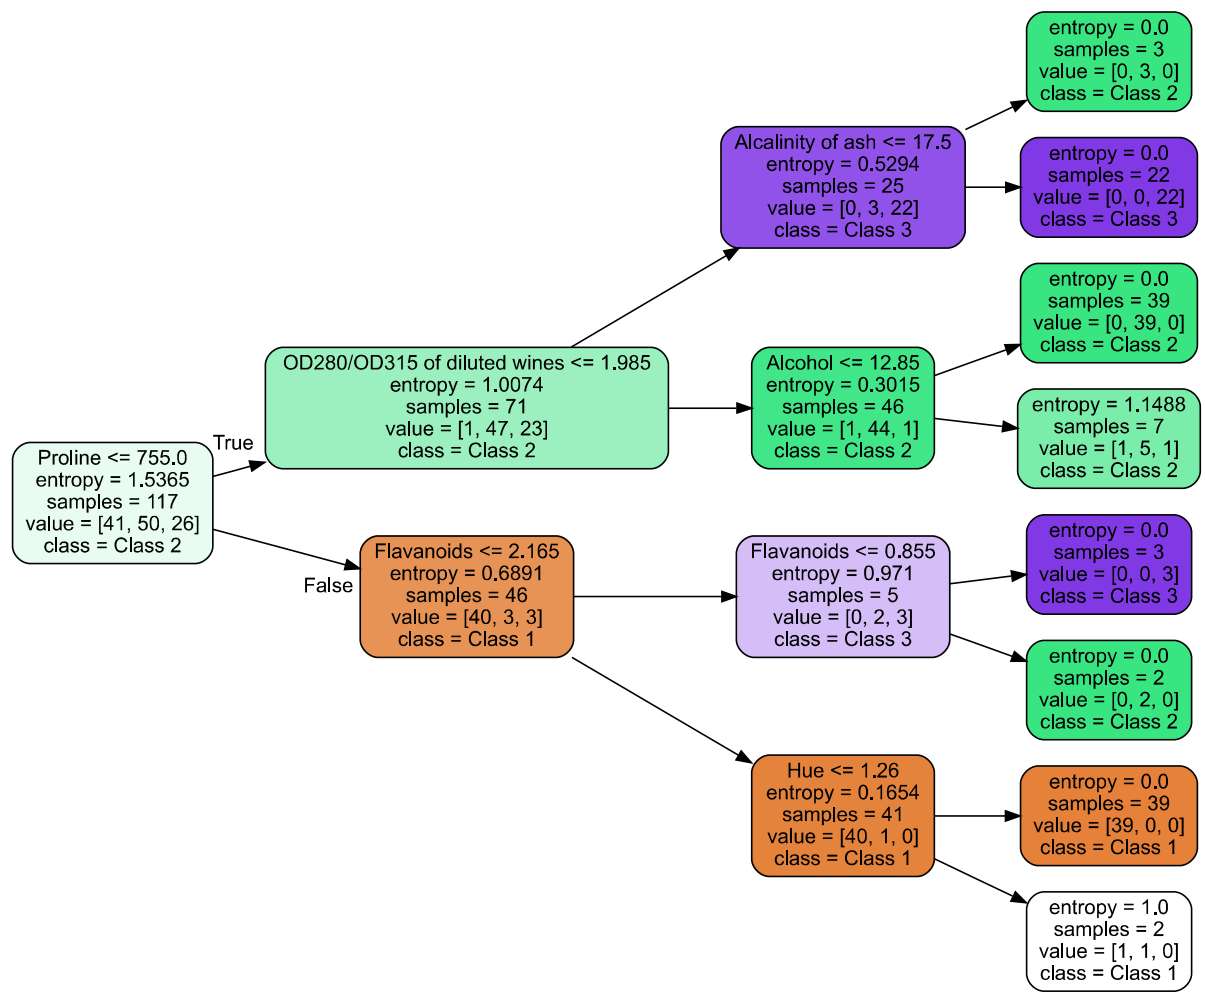 Proline <= 755.0
entropy = 1.5365
samples = 117
value = [41, 50, 26]
class = Class 2
True
False
OD280/OD315 of diluted wines <= 1.985
entropy = 1.0074
samples = 71
value = [1, 47, 23]
class = Class 2
Flavanoids <= 2.165
entropy = 0.6891
samples = 46
value = [40, 3, 3]
class = Class 1
Alcalinity of ash <= 17.5
entropy = 0.5294
samples = 25
value = [0, 3, 22]
class = Class 3
Alcohol <= 12.85
entropy = 0.3015
samples = 46
value = [1, 44, 1]
class = Class 2
Flavanoids <= 0.855
entropy = 0.971
samples = 5
value = [0, 2, 3]
class = Class 3
Hue <= 1.26
entropy = 0.1654
samples = 41
value = [40, 1, 0]
class = Class 1
entropy = 0.0
samples = 3
value = [0, 3, 0]
class = Class 2
entropy = 0.0
samples = 22
value = [0, 0, 22]
class = Class 3
entropy = 0.0
samples = 39
value = [0, 39, 0]
class = Class 2
entropy = 1.1488
samples = 7
value = [1, 5, 1]
class = Class 2
entropy = 0.0
samples = 3
value = [0, 0, 3]
class = Class 3
entropy = 0.0
samples = 2
value = [0, 2, 0]
class = Class 2
entropy = 0.0
samples = 39
value = [39, 0, 0]
class = Class 1
entropy = 1.0
samples = 2
value = [1, 1, 0]
class = Class 1